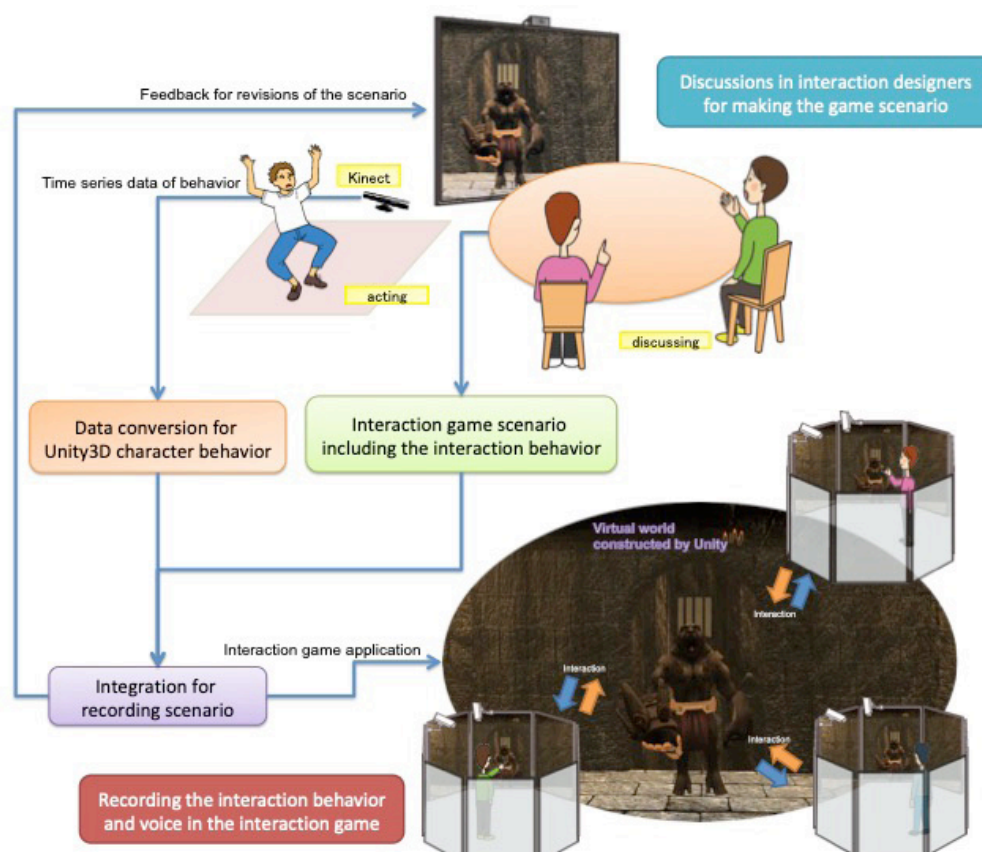 Discussions in interaction designers
for making the game scenario
Feedback for revisions of the scenario
Time series data of behavior
Kinect
acting
discussing
Data conversion for
Unity3D character behavior
Interaction game scenario
including the interaction behavior
Virtual world
constructed by Unity
Interaction
Interaction game application
Interaction
Integration for
recording scenario
Interaction
Recording the interaction behavior
and voice in the interaction game